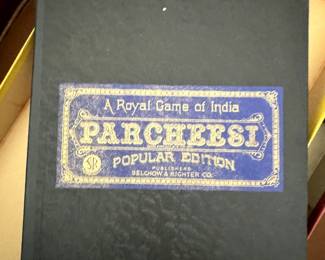 A Royal Game of India
PARCHEESI
POPULAR EDITION
PUBLISHERS
SELCHOW & RIGHTER CO.